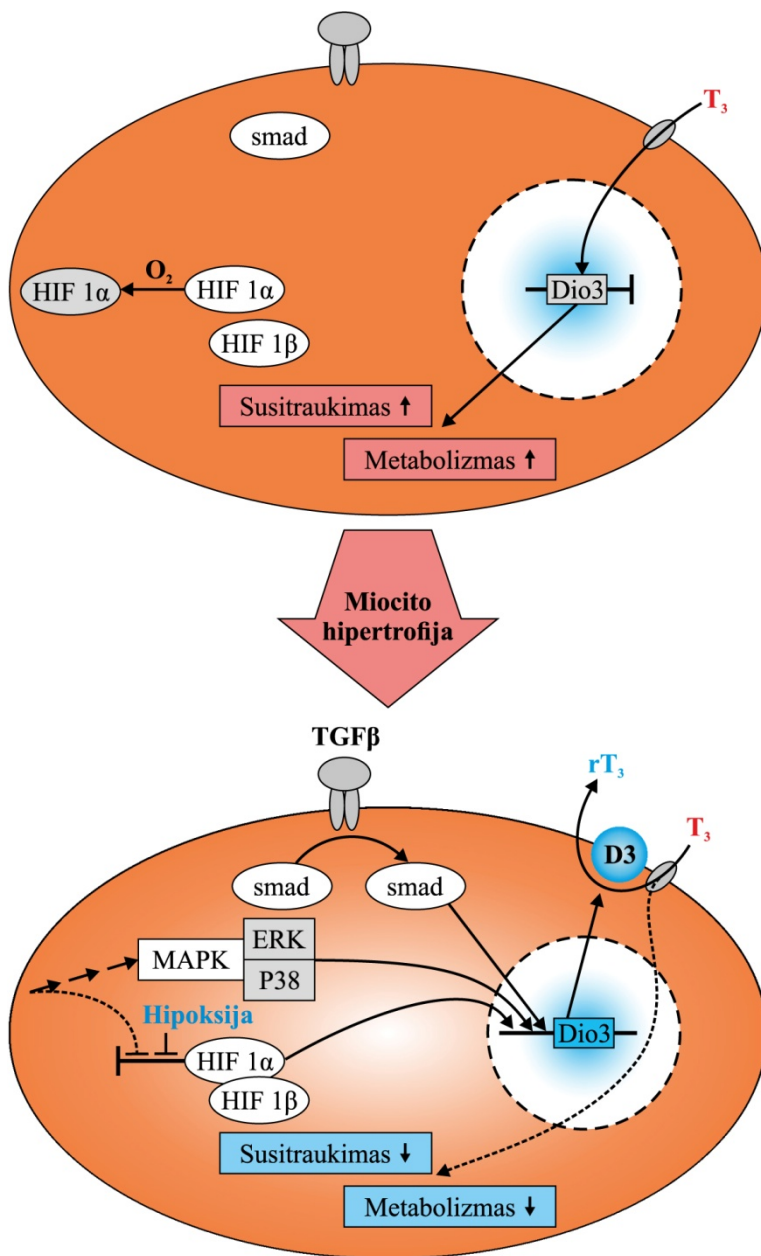 smad
T₃
O₂
HIF 1α
HIF 1α
HIF 1β
Dio3
Susitraukimas ↑
Metabolizmas ↑
Miocito
hipertrofija
TGFβ
rT₃
T₃
D3
smad
smad
MAPK
ERK
P38
Hipoksija
HIF 1α
HIF 1β
Dio3
Susitraukimas ↓
Metabolizmas ↓